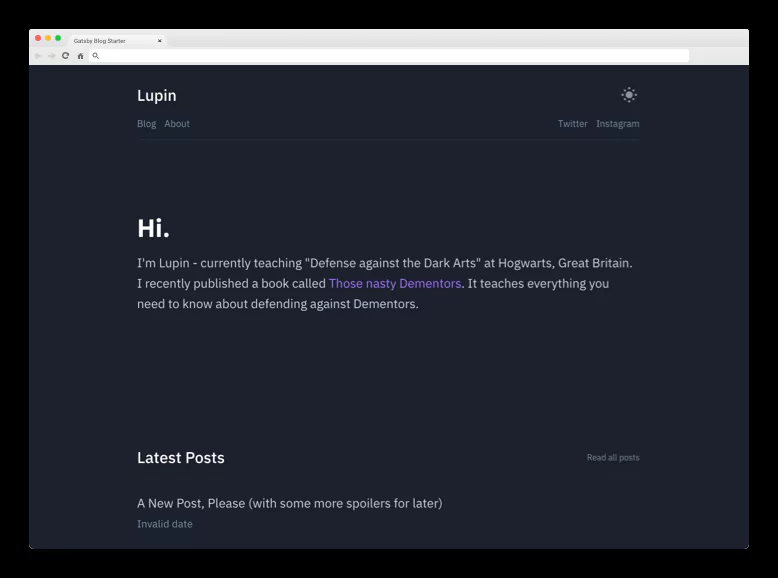 Gatsby Blog Starter
Lupin
Blog About Twitter Instagram
Hi.
I'm Lupin - currently teaching "Defense against the Dark Arts" at Hogwarts, Great Britain.
I recently published a book called Those nasty Dementors. It teaches everything you
need to know about defending against Dementors.
Latest Posts Read all posts
A New Post, Please (with some more spoilers for later)
Invalid date